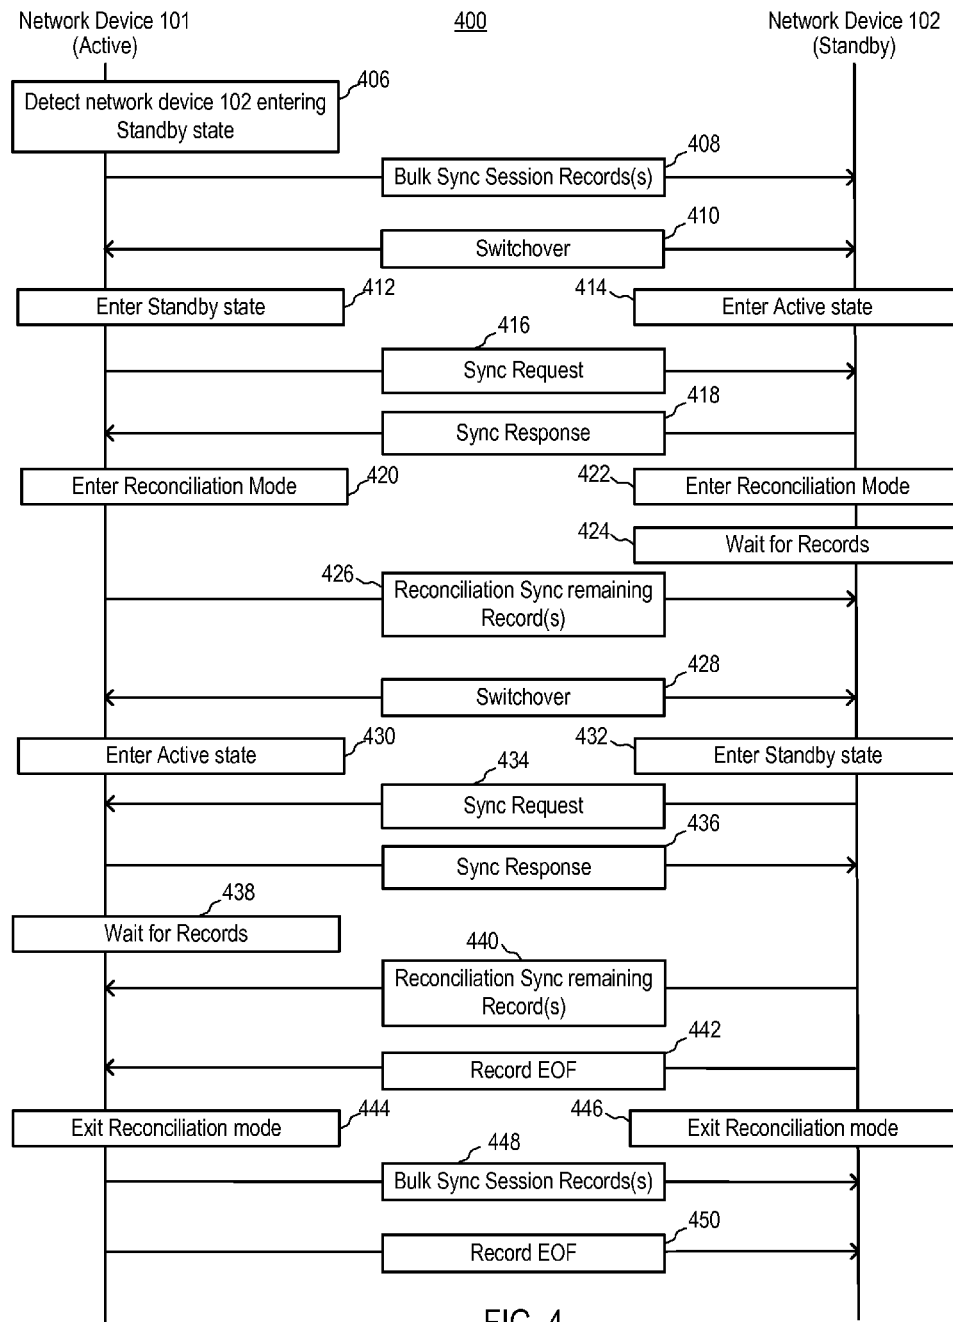 Network Device 101
(Active)
400
Network Device 102
(Standby)
406
Detect network device 102 entering
Standby state
408
Bulk Sync Session Records(s)
410
Switchover
412
Enter Standby state
414
Enter Active state
416
Sync Request
418
Sync Response
420
Enter Reconciliation Mode
422
Enter Reconciliation Mode
424
Wait for Records
426
Reconciliation Sync remaining
Record(s)
428
Switchover
430
Enter Active state
432
Enter Standby state
434
Sync Request
436
Sync Response
438
Wait for Records
440
Reconciliation Sync remaining
Record(s)
442
Record EOF
444
Exit Reconciliation mode
446
Exit Reconciliation mode
448
Bulk Sync Session Records(s)
450
Record EOF
FIG. 4